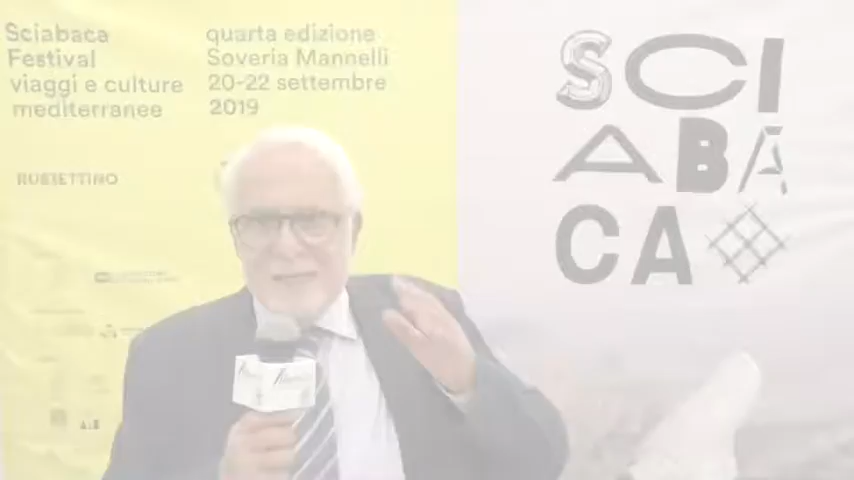 Sciabaca
Festival
viaggi e culture
mediterranee
quarta edizione
Soveria Mannelli
20-22 settembre
2019
RUBBETTINO
SCI
ABA
CA